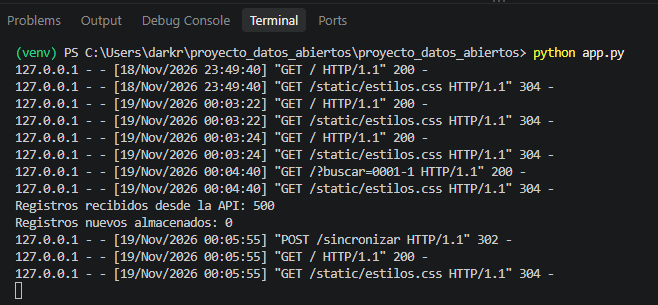 Problems Output Debug Console Terminal Ports
(venv) PS C:\Users\darkr\proyecto_datos_abiertos\proyecto_datos_abiertos> python app.py
127.0.0.1 - - [18/Nov/2026 23:49:40] "GET / HTTP/1.1" 200 -
127.0.0.1 - - [18/Nov/2026 23:49:40] "GET /static/estilos.css HTTP/1.1" 304 -
127.0.0.1 - - [19/Nov/2026 00:03:22] "GET / HTTP/1.1" 200 -
127.0.0.1 - - [19/Nov/2026 00:03:22] "GET /static/estilos.css HTTP/1.1" 304 -
127.0.0.1 - - [19/Nov/2026 00:03:24] "GET / HTTP/1.1" 200 -
127.0.0.1 - - [19/Nov/2026 00:03:24] "GET /static/estilos.css HTTP/1.1" 304 -
127.0.0.1 - - [19/Nov/2026 00:04:40] "GET /?buscar=0001-1 HTTP/1.1" 200 -
127.0.0.1 - - [19/Nov/2026 00:04:40] "GET /static/estilos.css HTTP/1.1" 304 -
Registros recibidos desde la API: 500
Registros nuevos almacenados: 0
127.0.0.1 - - [19/Nov/2026 00:05:55] "POST /sincronizar HTTP/1.1" 302 -
127.0.0.1 - - [19/Nov/2026 00:05:55] "GET / HTTP/1.1" 200 -
127.0.0.1 - - [19/Nov/2026 00:05:55] "GET /static/estilos.css HTTP/1.1" 304 -